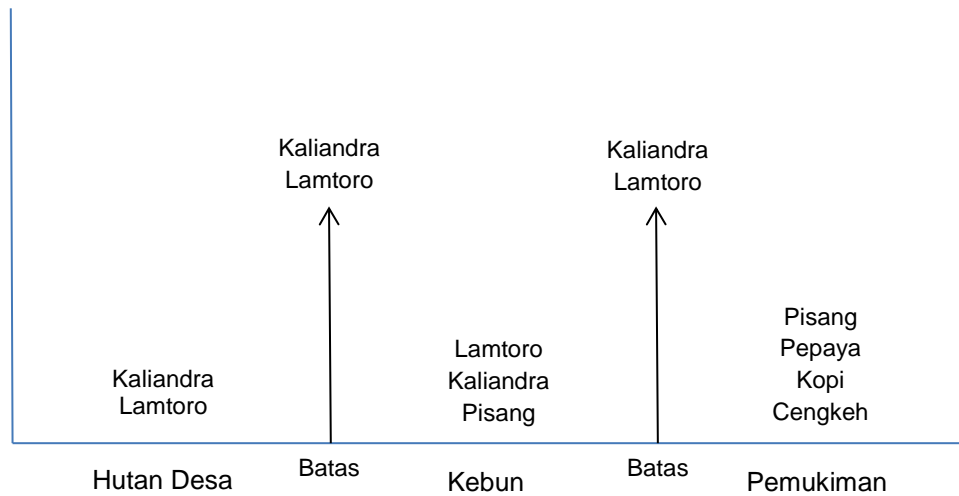 Kaliandra
Lamtoro
Kaliandra
Lamtoro
Kaliandra
Lamtoro
Lamtoro
Kaliandra
Pisang
Pisang
Pepaya
Kopi
Cengkeh
Hutan Desa
Batas
Kebun
Batas
Pemukiman